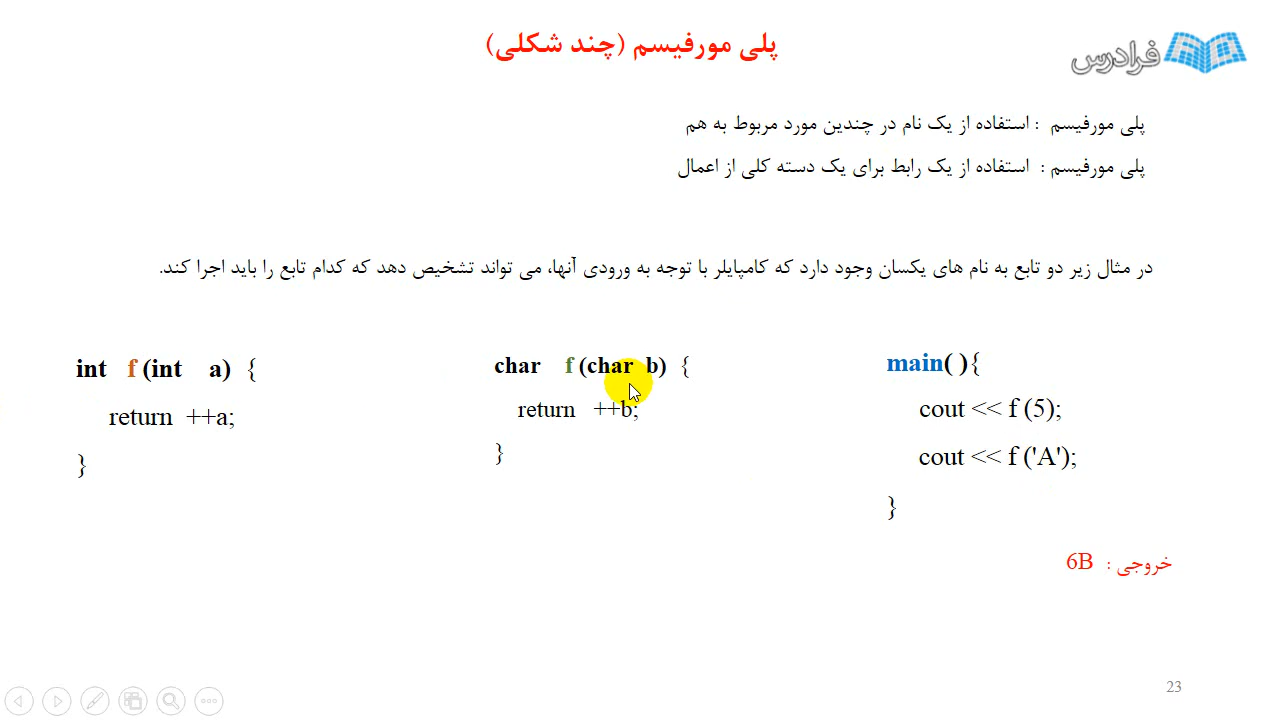 پلی مورفیسم (چند شکلی)
فرادرس
پلی مورفیسم : استفاده از یک نام در چندین مورد مربوط به هم
پلی مورفیسم : استفاده از یک رابط برای یک دسته کلی از اعمال
در مثال زیر دو تابع به نام های یکسان وجود دارد که کامپایلر با توجه به ورودی آنها، می تواند تشخیص دهد که کدام تابع را باید اجرا کند.
int f (int a) {
return ++a;
}
char f (char b) {
return ++b;
}
main( ){
cout << f (5);
cout << f ('A');
}
خروجی : 6B
23